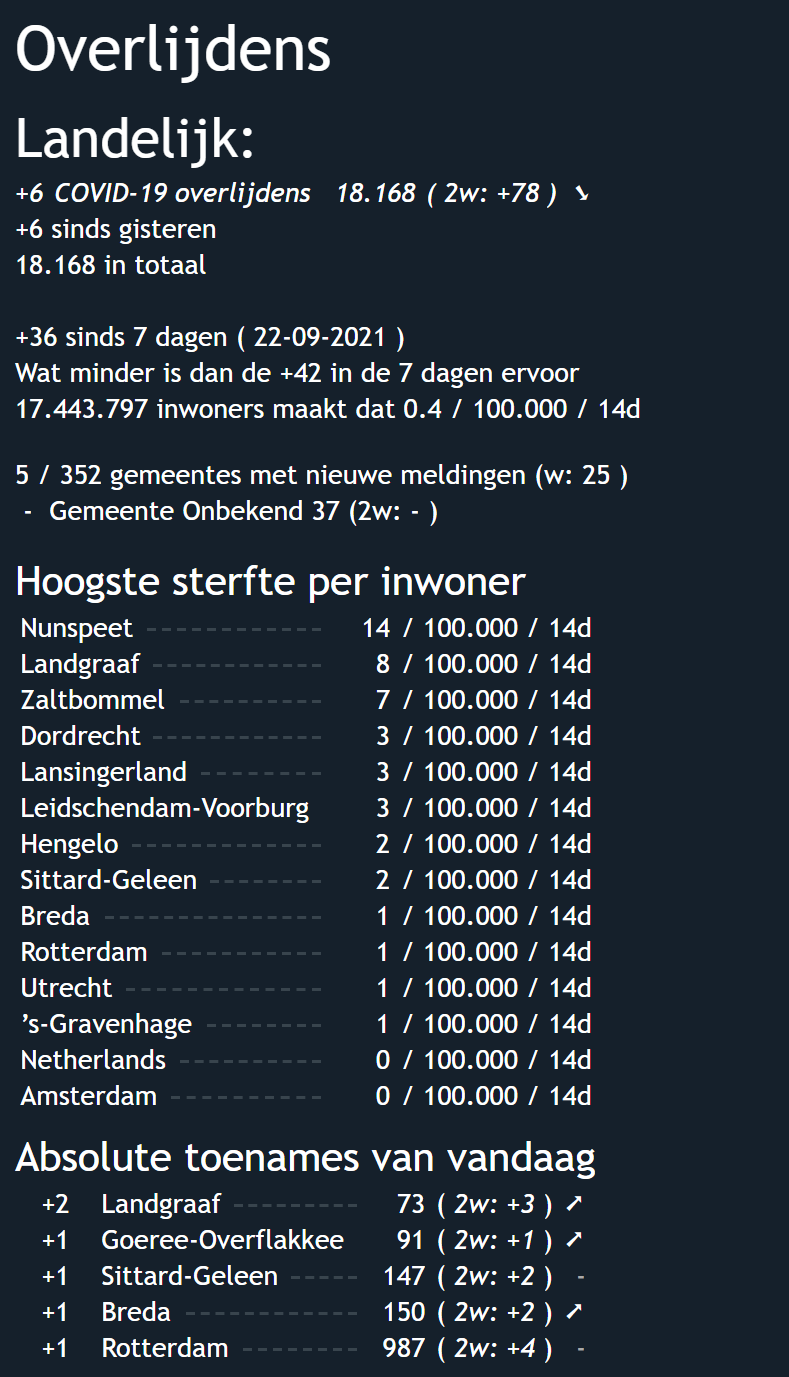 Overlijdens
Landelijk:
+6 COVID-19 overlijdens 18.168 ( 2w: +78 ) ➘
+6 sinds gisteren
18.168 in totaal
+36 sinds 7 dagen ( 22-09-2021 )
Wat minder is dan de +42 in de 7 dagen ervoor
17.443.797 inwoners maakt dat 0.4 / 100.000 / 14d
5 / 352 gemeentes met nieuwe meldingen (w: 25 )
- Gemeente Onbekend 37 (2w: - )
Hoogste sterfte per inwoner
Nunspeet ------------ 14 / 100.000 / 14d
Landgraaf ------------ 8 / 100.000 / 14d
Zaltbommel ---------- 7 / 100.000 / 14d
Dordrecht ------------ 3 / 100.000 / 14d
Lansingerland -------- 3 / 100.000 / 14d
Leidschendam-Voorburg 3 / 100.000 / 14d
Hengelo ------------- 2 / 100.000 / 14d
Sittard-Geleen -------- 2 / 100.000 / 14d
Breda --------------- 1 / 100.000 / 14d
Rotterdam ----------- 1 / 100.000 / 14d
Utrecht -------------- 1 / 100.000 / 14d
’s-Gravenhage -------- 1 / 100.000 / 14d
Netherlands ---------- 0 / 100.000 / 14d
Amsterdam ----------- 0 / 100.000 / 14d
Absolute toenames van vandaag
+2 Landgraaf --------- 73 ( 2w: +3 ) ➚
+1 Goeree-Overflakkee 91 ( 2w: +1 ) ➚
+1 Sittard-Geleen ----- 147 ( 2w: +2 ) -
+1 Breda ------------ 150 ( 2w: +2 ) ➚
+1 Rotterdam -------- 987 ( 2w: +4 ) -